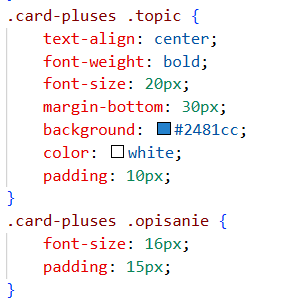 .card-pluses .topic {
text-align: center;
font-weight: bold;
font-size: 20px;
margin-bottom: 30px;
background: #2481cc;
color: white;
padding: 10px;
}
.card-pluses .opisanie {
font-size: 16px;
padding: 15px;
}